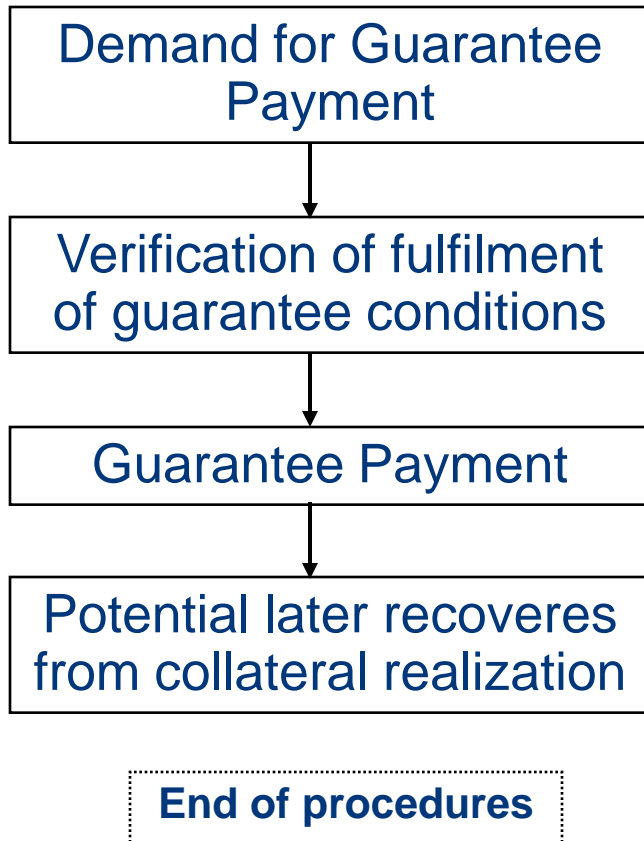 Demand for Guarantee
Payment
Verification of fulfilment
of guarantee conditions
Guarantee Payment
Potential later recoveres
from collateral realization
End of procedures